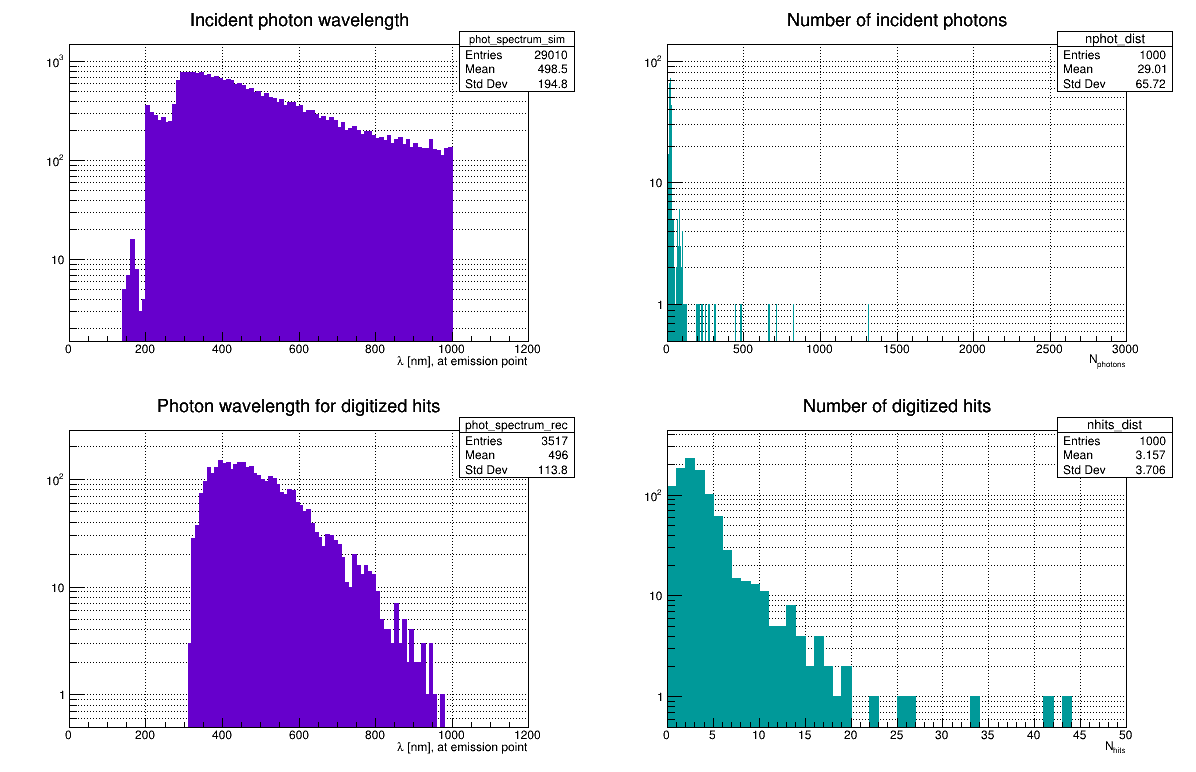 Incident photon wavelength
phot_spectrum_sim
Entries 29010
Mean 498.5
Std Dev 194.8
10³
10²
10
0 200 400 600 800 1000 1200
λ [nm], at emission point
Number of incident photons
nphot_dist
Entries 1000
Mean 29.01
Std Dev 65.72
10²
10
1
0 500 1000 1500 2000 2500 3000
Nphotons
Photon wavelength for digitized hits
phot_spectrum_rec
Entries 3517
Mean 496
Std Dev 113.8
10²
10
1
0 200 400 600 800 1000 1200
λ [nm], at emission point
Number of digitized hits
nhits_dist
Entries 1000
Mean 3.157
Std Dev 3.706
10²
10
1
0 5 10 15 20 25 30 35 40 45 50
Nhits